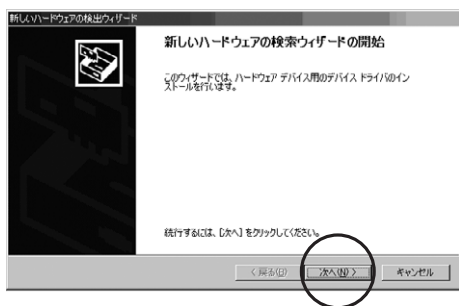 新しいハードウェアの検出ウィザード
新しいハードウェアの検索ウィザードの開始
このウィザードでは、ハードウェア デバイス用のデバイス ドライバのイン
ストールを行います。
続行するには、[次へ] をクリックしてください。
< 戻る(B) 次へ(N) > キャンセル